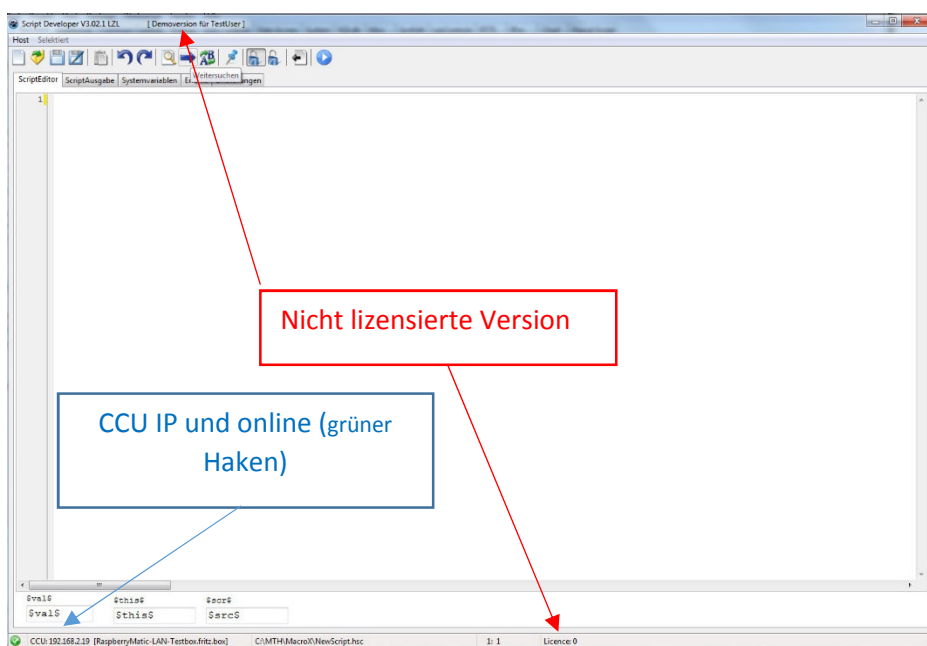 Script Developer V3.02.1 LZL [ Demoversion für TestUser ]
Host Selektiert
ScriptEditor ScriptAusgabe Systemvariablen
Weitersuchen
1
Nicht lizensierte Version
CCU IP und online (grüner
Haken)
$val$ $this$ $scr$
$val$ $this$ $src$
CCU: 192.168.2.19 [RaspberryMatic-LAN-Testbox.fritz.box] C:\MTH\MacroX\NewScript.hsc 1: 1 Licence: 0